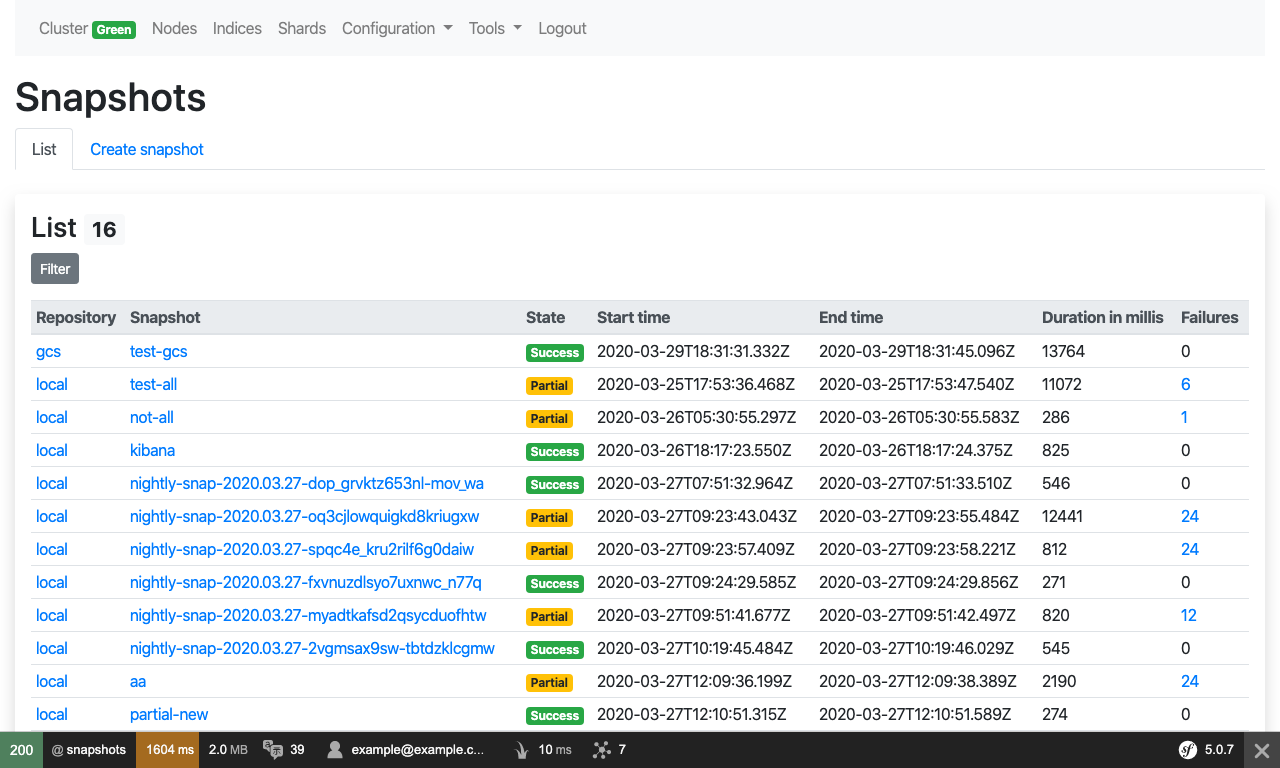 Cluster Green Nodes Indices Shards Configuration Tools Logout
Snapshots
List Create snapshot
List 16
Filter
Repository Snapshot State Start time End time Duration in millis Failures
gcs test-gcs Success 2020-03-29T18:31:31.332Z 2020-03-29T18:31:45.096Z 13764 0
local test-all Partial 2020-03-25T17:53:36.468Z 2020-03-25T17:53:47.540Z 11072 6
local not-all Partial 2020-03-26T05:30:55.297Z 2020-03-26T05:30:55.583Z 286 1
local kibana Success 2020-03-26T18:17:23.550Z 2020-03-26T18:17:24.375Z 825 0
local nightly-snap-2020.03.27-dop_grvktz653nl-mov_wa Success 2020-03-27T07:51:32.964Z 2020-03-27T07:51:33.510Z 546 0
local nightly-snap-2020.03.27-oq3cjlowquigkd8kriugxw Partial 2020-03-27T09:23:43.043Z 2020-03-27T09:23:55.484Z 12441 24
local nightly-snap-2020.03.27-spqc4e_kru2rilf6g0daiw Partial 2020-03-27T09:23:57.409Z 2020-03-27T09:23:58.221Z 812 24
local nightly-snap-2020.03.27-fxvnuzdlsyo7uxnwc_n77q Success 2020-03-27T09:24:29.585Z 2020-03-27T09:24:29.856Z 271 0
local nightly-snap-2020.03.27-myadtkafsd2qsycduofhtw Partial 2020-03-27T09:51:41.677Z 2020-03-27T09:51:42.497Z 820 12
local nightly-snap-2020.03.27-2vgmsax9sw-tbtdzklcgmw Success 2020-03-27T10:19:45.484Z 2020-03-27T10:19:46.029Z 545 0
local aa Partial 2020-03-27T12:09:36.199Z 2020-03-27T12:09:38.389Z 2190 24
local partial-new Success 2020-03-27T12:10:51.315Z 2020-03-27T12:10:51.589Z 274 0
200 @ snapshots 1604 ms 2.0 MB 39 example@example.c... 10 ms 7 sf 5.0.7